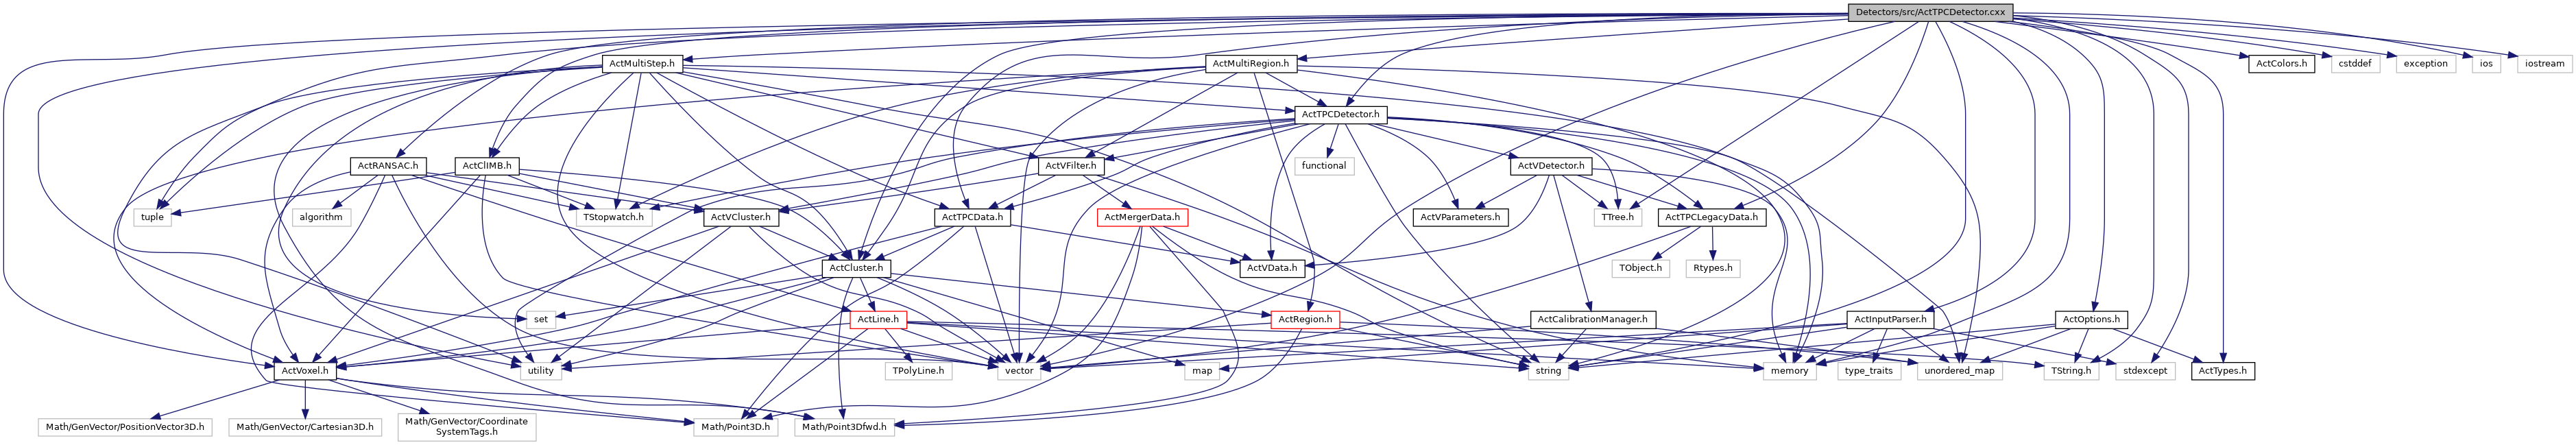 Detectors/src/ActTPCDetector.cxx
ActMultiStep.h
ActMultiRegion.h
ActColors.h
cstddef
exception
ios
iostream
ActTPCDetector.h
ActRANSAC.h
ActClIMB.h
ActVFilter.h
functional
ActVDetector.h
tuple
algorithm
TStopwatch.h
ActVCluster.h
ActTPCData.h
ActMergerData.h
ActVParameters.h
TTree.h
ActTPCLegacyData.h
ActCluster.h
ActVData.h
TObject.h
Rtypes.h
set
ActLine.h
ActRegion.h
ActCalibrationManager.h
ActInputParser.h
ActOptions.h
ActVoxel.h
utility
TPolyLine.h
vector
map
string
memory
type_traits
unordered_map
TString.h
stdexcept
ActTypes.h
Math/GenVector/PositionVector3D.h
Math/GenVector/Cartesian3D.h
Math/GenVector/Coordinate
SystemTags.h
Math/Point3D.h
Math/Point3Dfwd.h